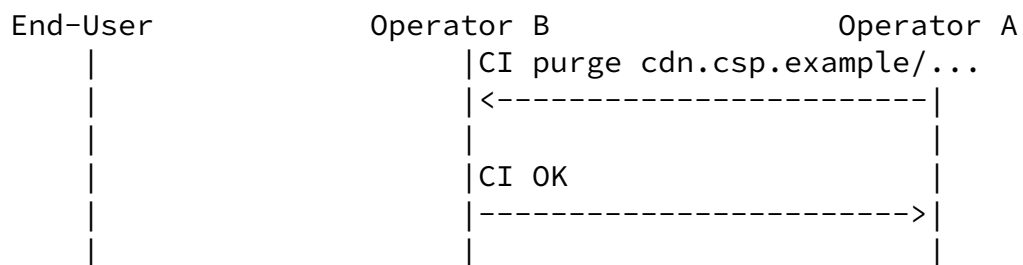 End-User Operator B Operator A
|CI purge cdn.csp.example/...
|<-----------------------|
|CI OK |
|----------------------->|